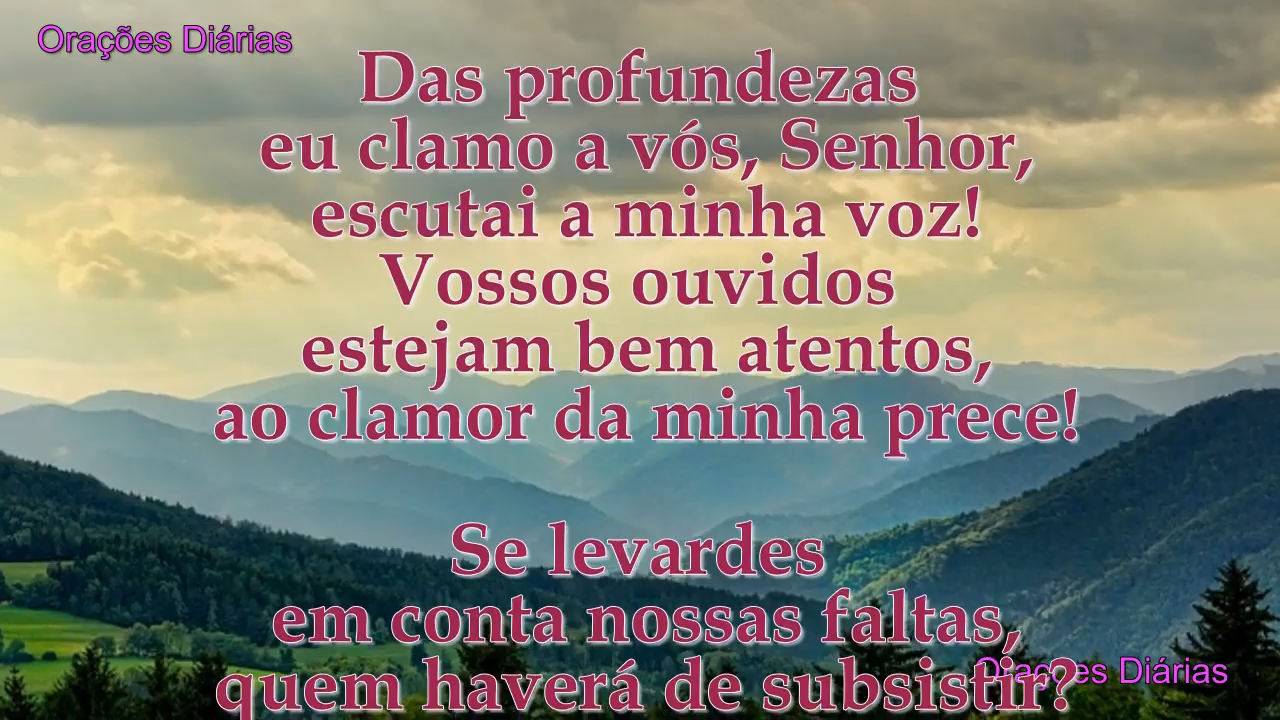 Orações Diárias
Das profundezas
eu clamo a vós, Senhor,
escutai a minha voz!
Vossos ouvidos
estejam bem atentos,
ao clamor da minha prece!
Se levardes
em conta nossas faltas,
quem haverá de subsistir?
Orações Diárias